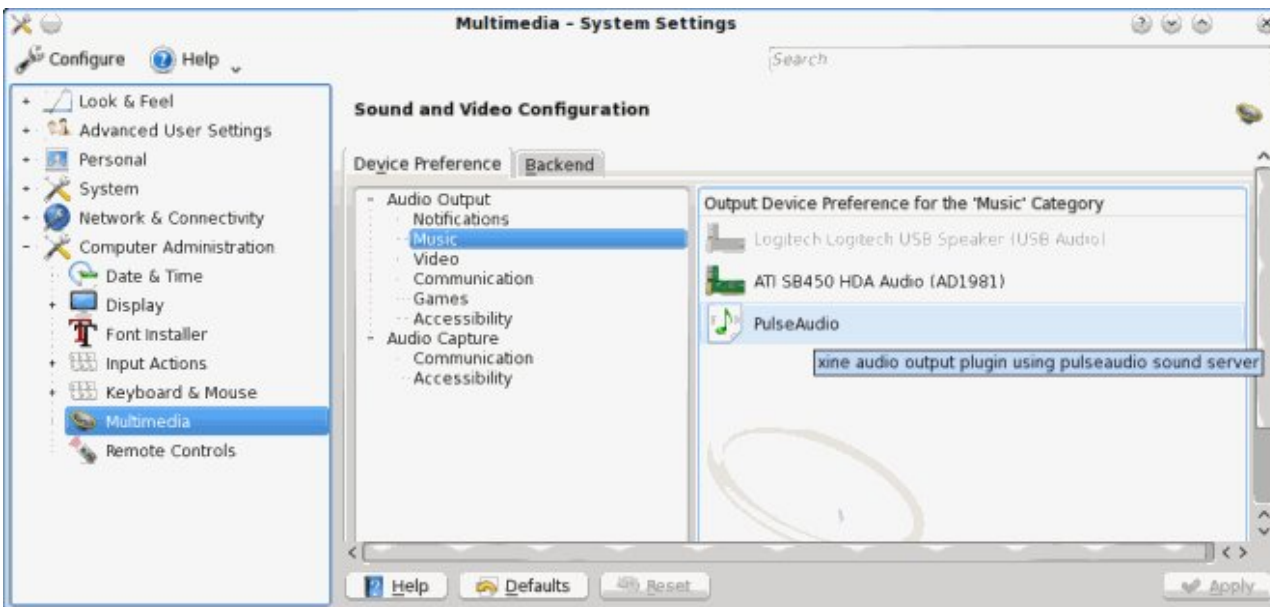 Multimedia – System Settings
Configure Help
Search
Look & Feel
Advanced User Settings
Personal
System
Network & Connectivity
Computer Administration
Date & Time
Display
Font Installer
Input Actions
Keyboard & Mouse
Multimedia
Remote Controls
Sound and Video Configuration
Device Preference Backend
Audio Output
Notifications
Music
Video
Communication
Games
Accessibility
Audio Capture
Communication
Accessibility
Output Device Preference for the 'Music' Category
Logitech Logitech USB Speaker (USB Audio)
ATI SB450 HDA Audio (AD1981)
PulseAudio
xine audio output plugin using pulseaudio sound server
Help Defaults Reset Apply